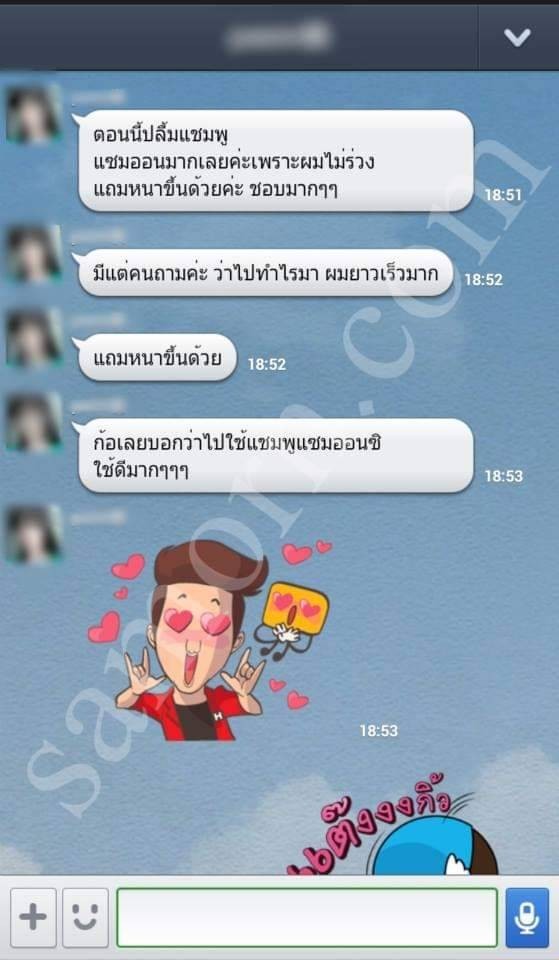 ตอนนี้ปลื้มแชมพู
แซมออนมากเลยค่ะเพราะผมไม่ร่วง
แถมหนาขึ้นด้วยค่ะ ชอบมากๆๆ
18:51
มีแต่คนถามค่ะ ว่าไปทำไรมา ผมยาวเร็วมาก
18:52
แถมหนาขึ้นด้วย
18:52
ก้อเลยบอกว่าไปใช้แชมพูแซมออนซิ
ใช้ดีมากๆๆๆ
18:53
H
18:53
sanon.com